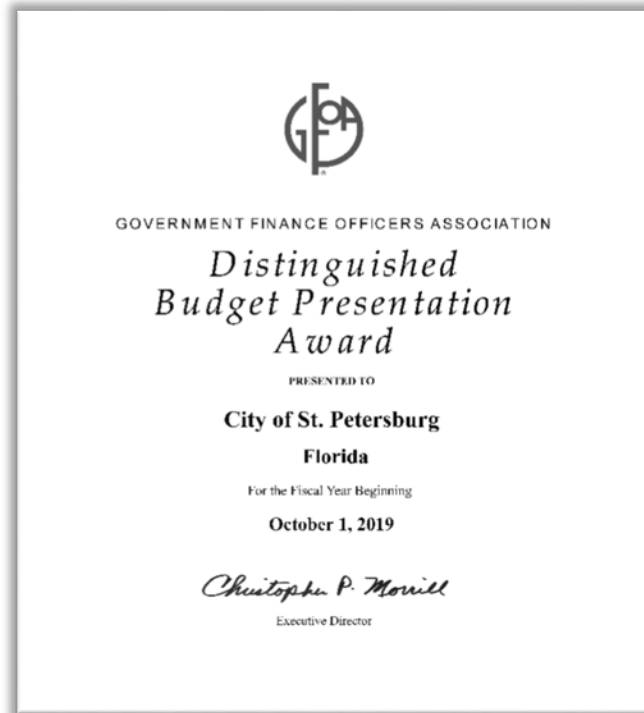 GFOA
GOVERNMENT FINANCE OFFICERS ASSOCIATION
Distinguished
Budget Presentation
Award
PRESENTED TO
City of St. Petersburg
Florida
For the Fiscal Year Beginning
October 1, 2019
Christopher P. Morrill
Executive Director